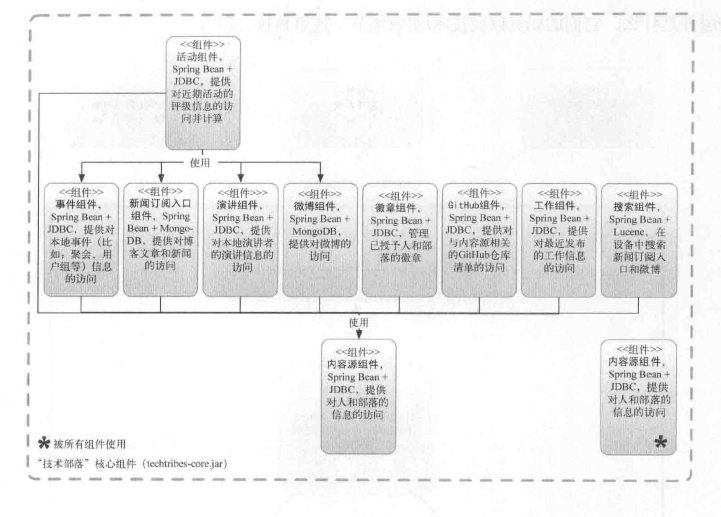 <<组件>>
活动组件，
Spring Bean +
JDBC，提供
对近期活动的
评级信息的访
问并计算
使用
<<组件>>
事件组件，
Spring Bean +
JDBC，提供对
本地事件（比
如：聚会、用
户组等）信息
的访问
<<组件>>
新闻订阅入口
组件，Spring
Bean + Mongo-
DB，提供对博
客文章和新闻
的访问
<<组件>>>
演讲组件，
Spring Bean +
JDBC，提供
对本地演讲者
的演讲信息的
访问
<<组件>>
微博组件，
Spring Bean +
MongoDB，
提供对微博的
访问
<<组件>>
徽章组件，
Spring Bean +
JDBC，管理
已授予人和部
落的徽章
<<组件>>
GitHub组件，
Spring Bean +
JDBC，提供对
与内容源相关
的GitHub仓库
清单的访问
<<组件>>
工作组件，
Spring Bean +
JDBC，提供
对最近发布
的工作信息
的访问
<<组件>>
搜索组件，
Spring Bean +
Lucene，在
设备中搜索
新闻订阅入
口和微博
使用
<<组件>>
内容源组件，
Spring Bean +
JDBC，提供
对人和部落的
信息的访问
<<组件>>
内容源组件，
Spring Bean +
JDBC，提供
对人和部落的
信息的访问
*
* 被所有组件使用
“技术部落”核心组件（techtribes-core.jar）